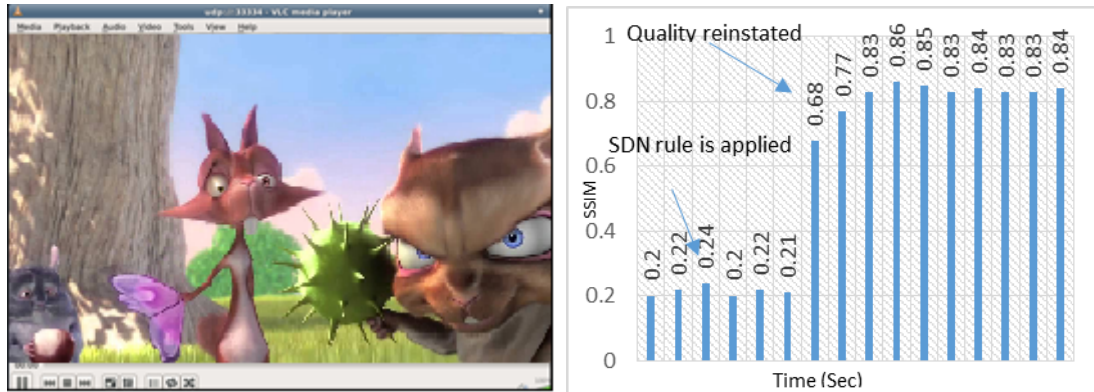 VLC media player
Media Playback Audio Video Tools View Help
00:00
Quality reinstated
SDN rule is applied
SSIM
1
0.8
0.6
0.4
0.2
0
0.2 0.22 0.24 0.2 0.22 0.21 0.68 0.77 0.83 0.86 0.85 0.83 0.84 0.83 0.83 0.84
Time (Sec)